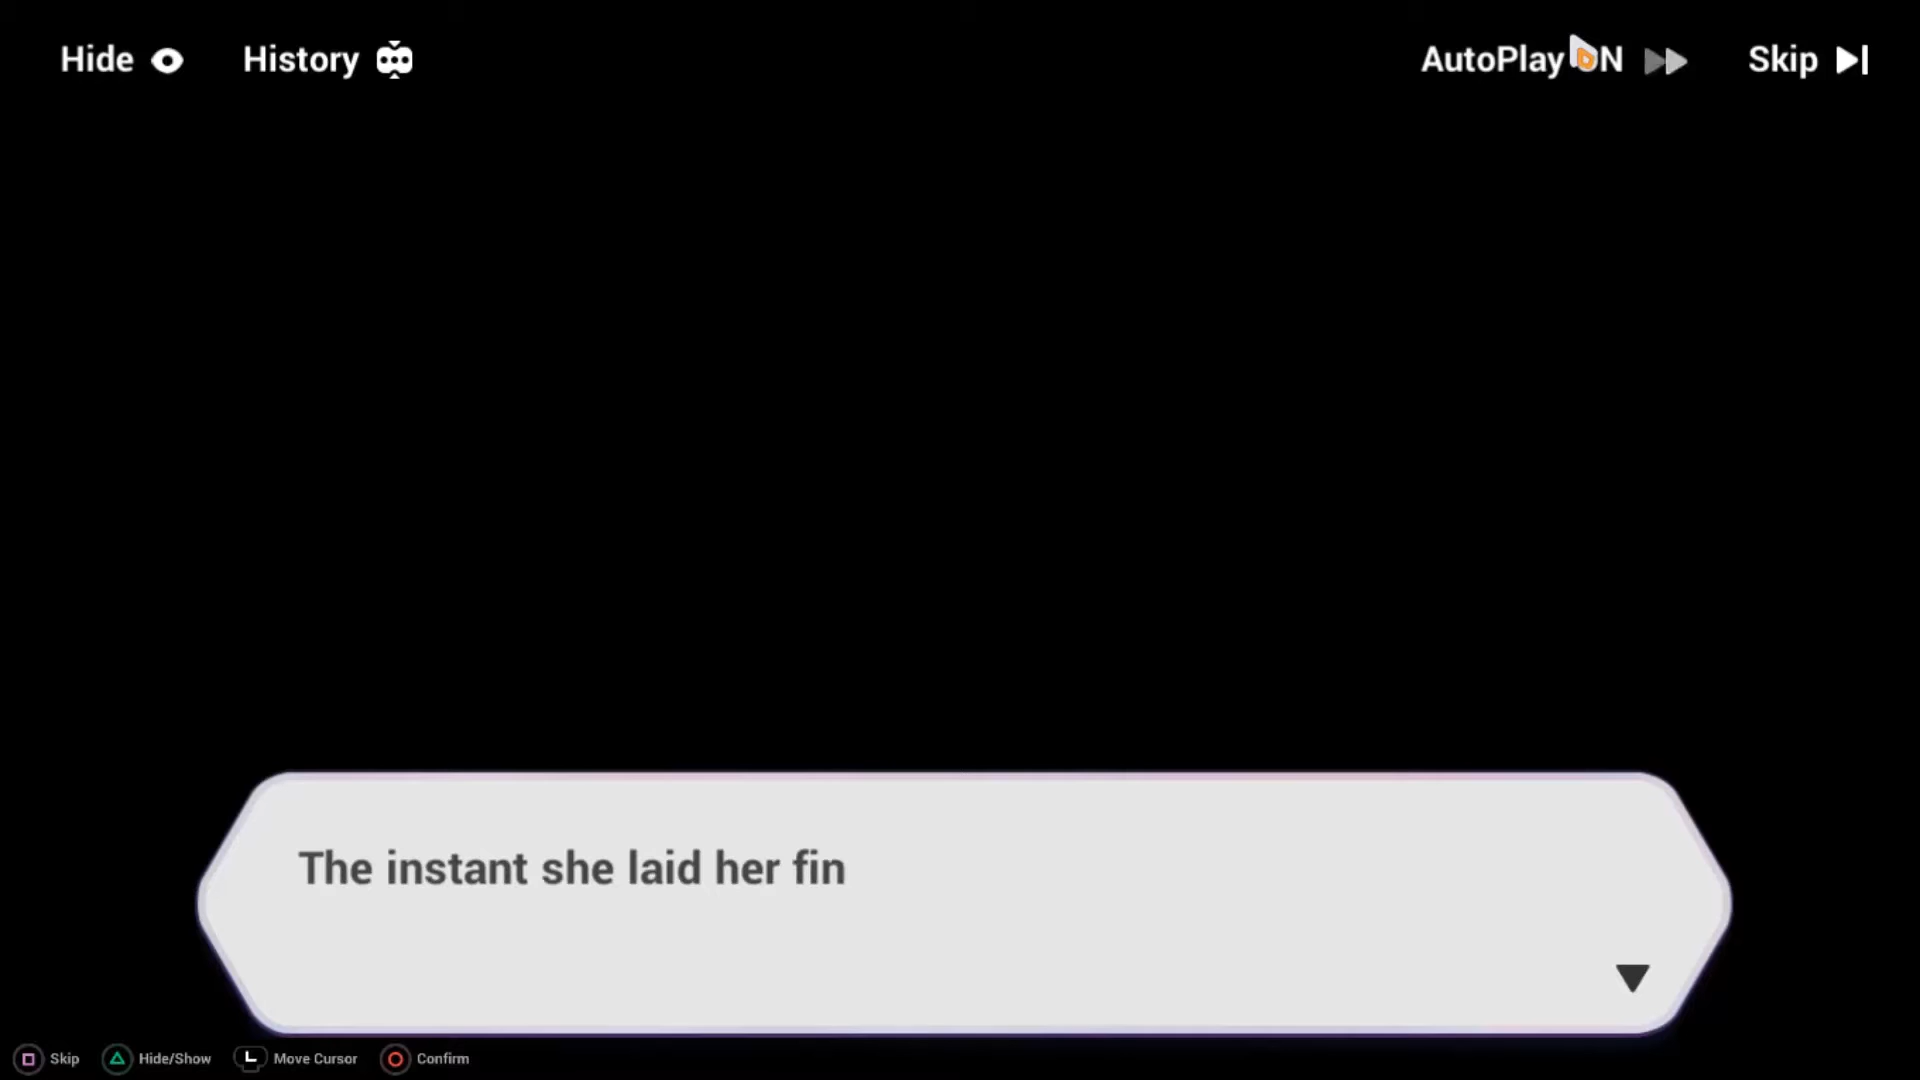 Hide
History
AutoPlay ON
Skip
The instant she laid her fin
Skip
Hide/Show
L
Move Cursor
Confirm